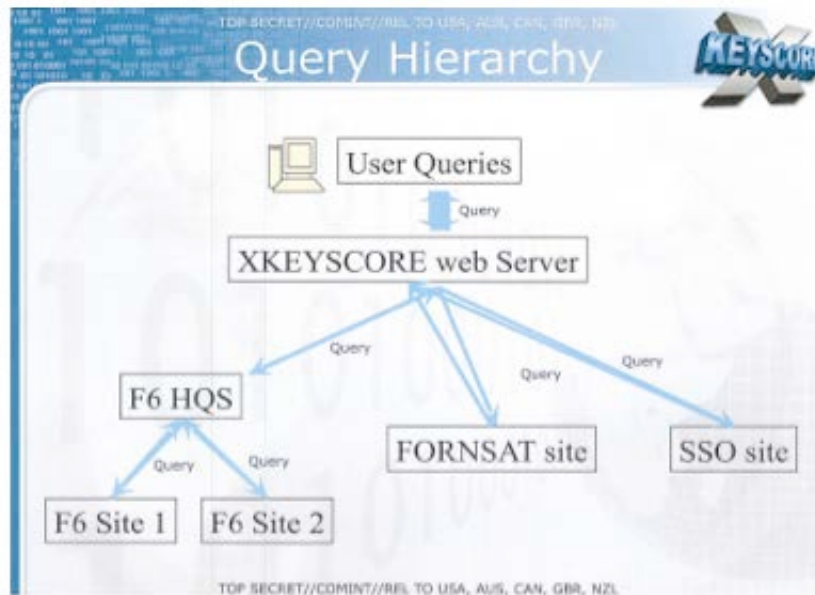 TOP SECRET//COMINT//REL TO USA, AUS, CAN, GBR, NZL
Query Hierarchy
X
KEYSCORE
User Queries
Query
XKEYSCORE web Server
Query
Query
Query
F6 HQS
FORNSAT site
SSO site
Query
Query
F6 Site 1
F6 Site 2
TOP SECRET//COMINT//REL TO USA, AUS, CAN, GBR, NZL